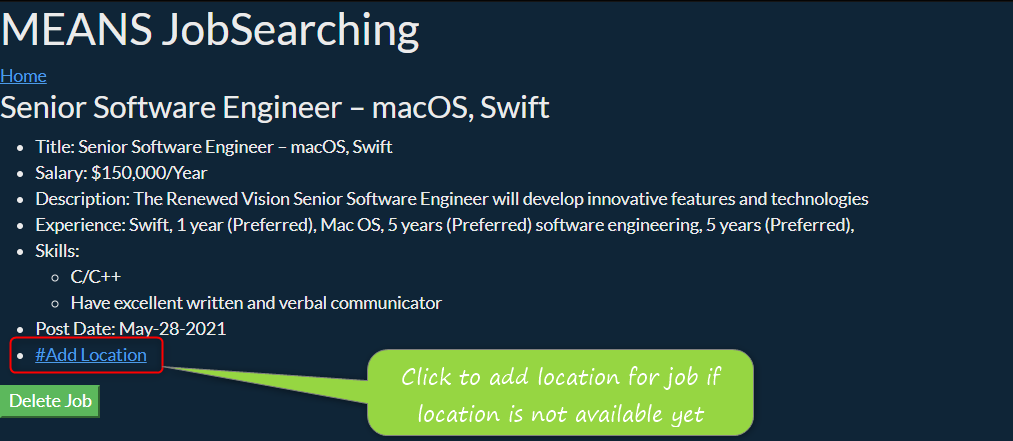 MEANS JobSearching
Home
Senior Software Engineer – macOS, Swift
Title: Senior Software Engineer – macOS, Swift
Salary: $150,000/Year
Description: The Renewed Vision Senior Software Engineer will develop innovative features and technologies
Experience: Swift, 1 year (Preferred), Mac OS, 5 years (Preferred) software engineering, 5 years (Preferred),
Skills:
C/C++
Have excellent written and verbal communicator
Post Date: May-28-2021
#Add Location
Click to add location for job if
location is not available yet
Delete Job